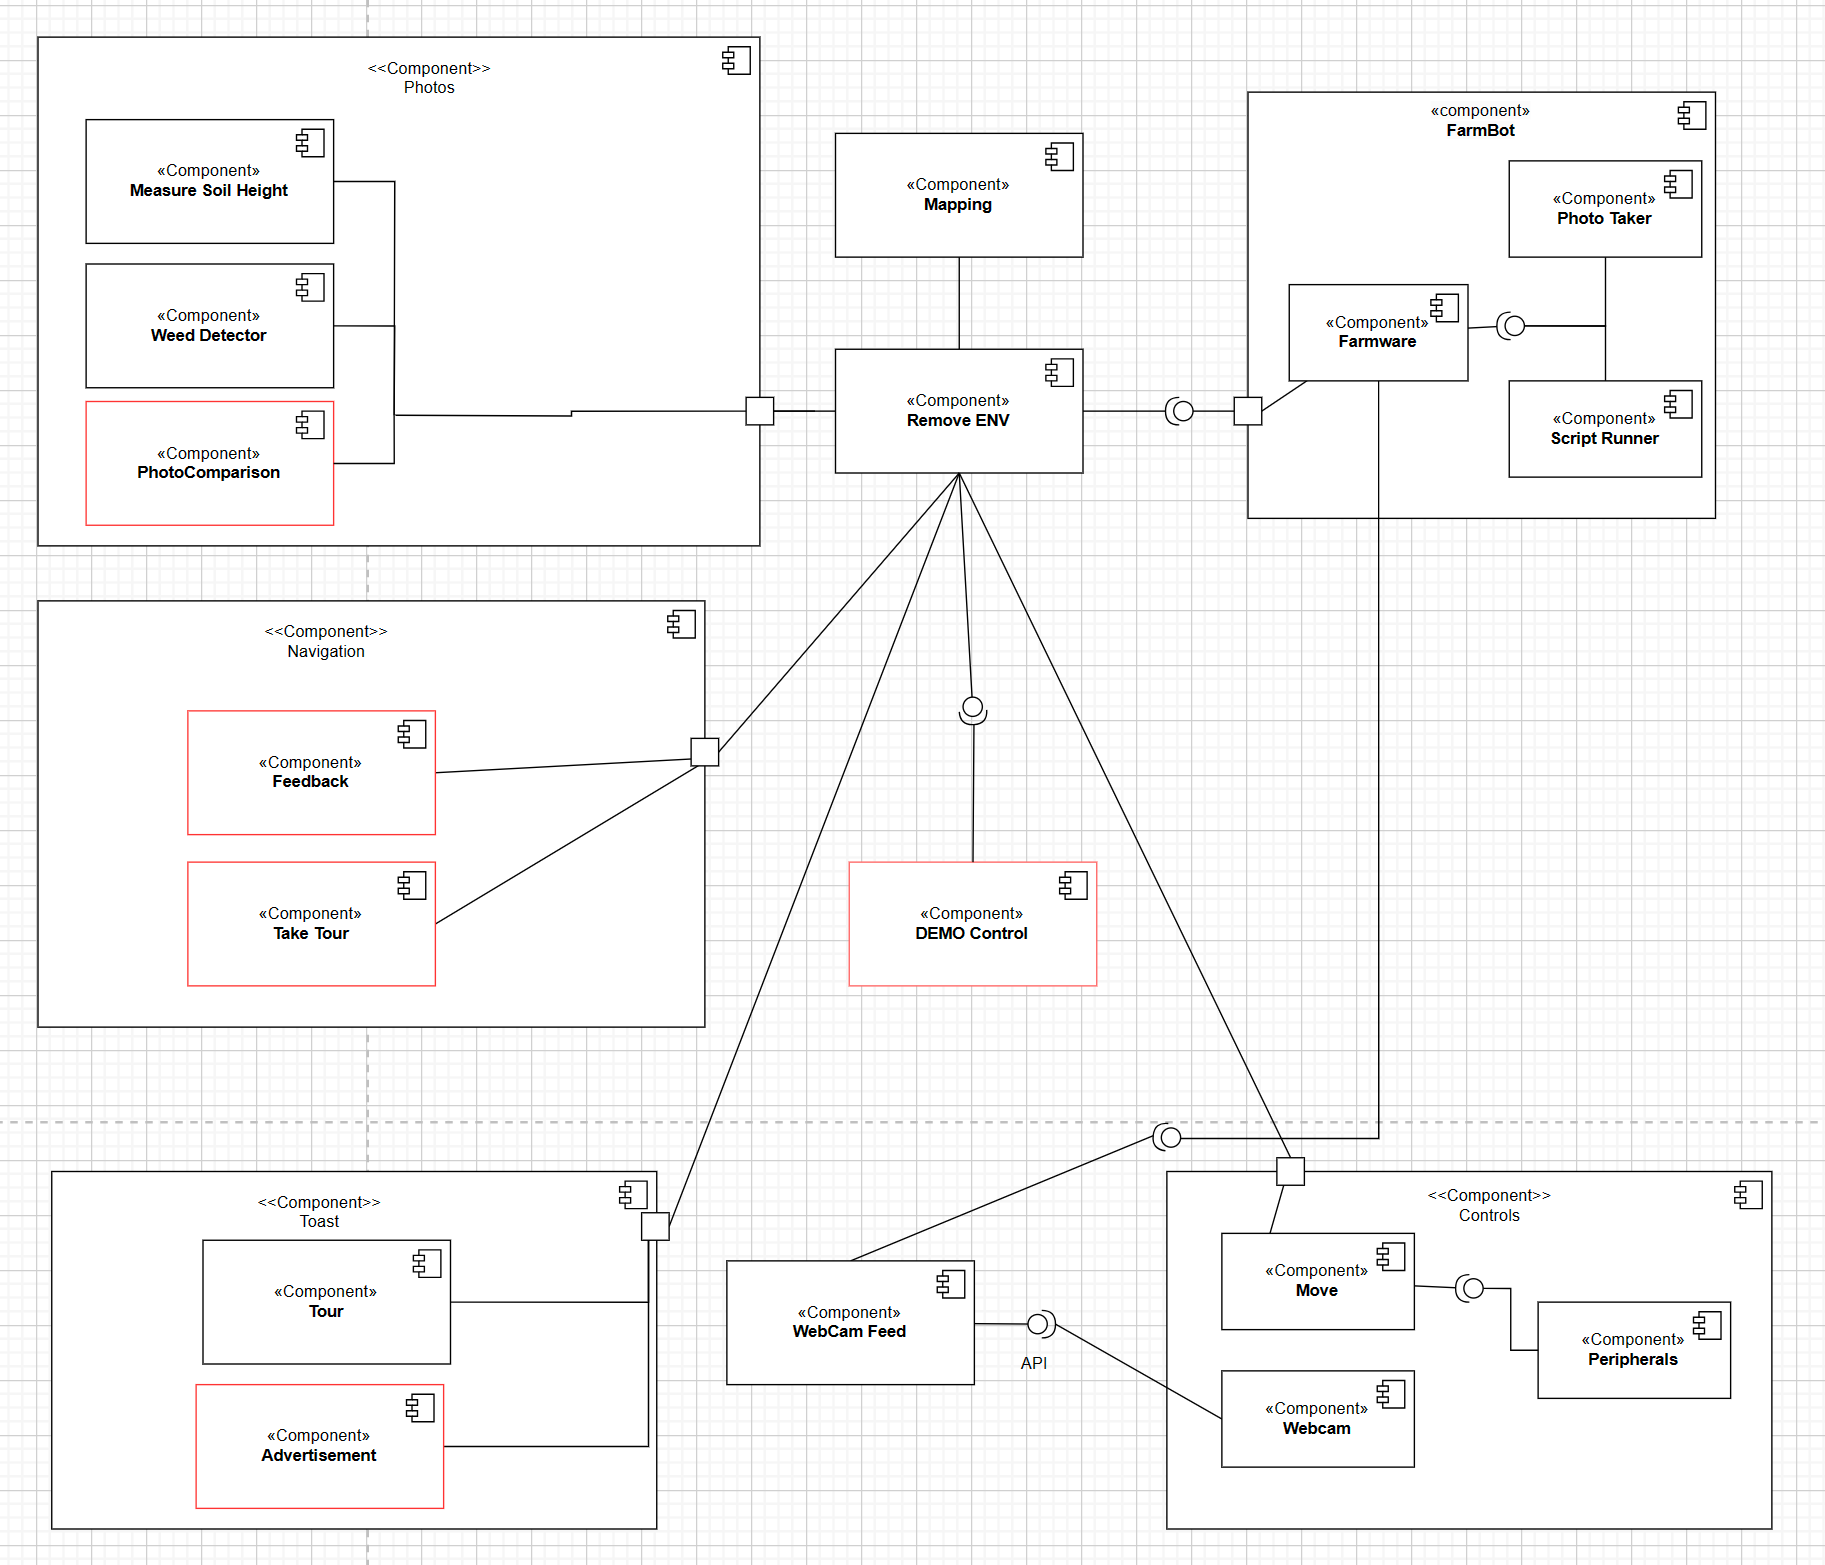 <<Component>>
Photos
«Component»
Measure Soil Height
«Component»
Weed Detector
«Component»
PhotoComparison
«Component»
Mapping
«Component»
Remove ENV
«component»
FarmBot
«Component»
Photo Taker
«Component»
Farmware
«Component»
Script Runner
<<Component>>
Navigation
«Component»
Feedback
«Component»
Take Tour
«Component»
DEMO Control
<<Component>>
Toast
«Component»
Tour
«Component»
Advertisement
«Component»
WebCam Feed
API
<<Component>>
Controls
«Component»
Move
«Component»
Peripherals
«Component»
Webcam